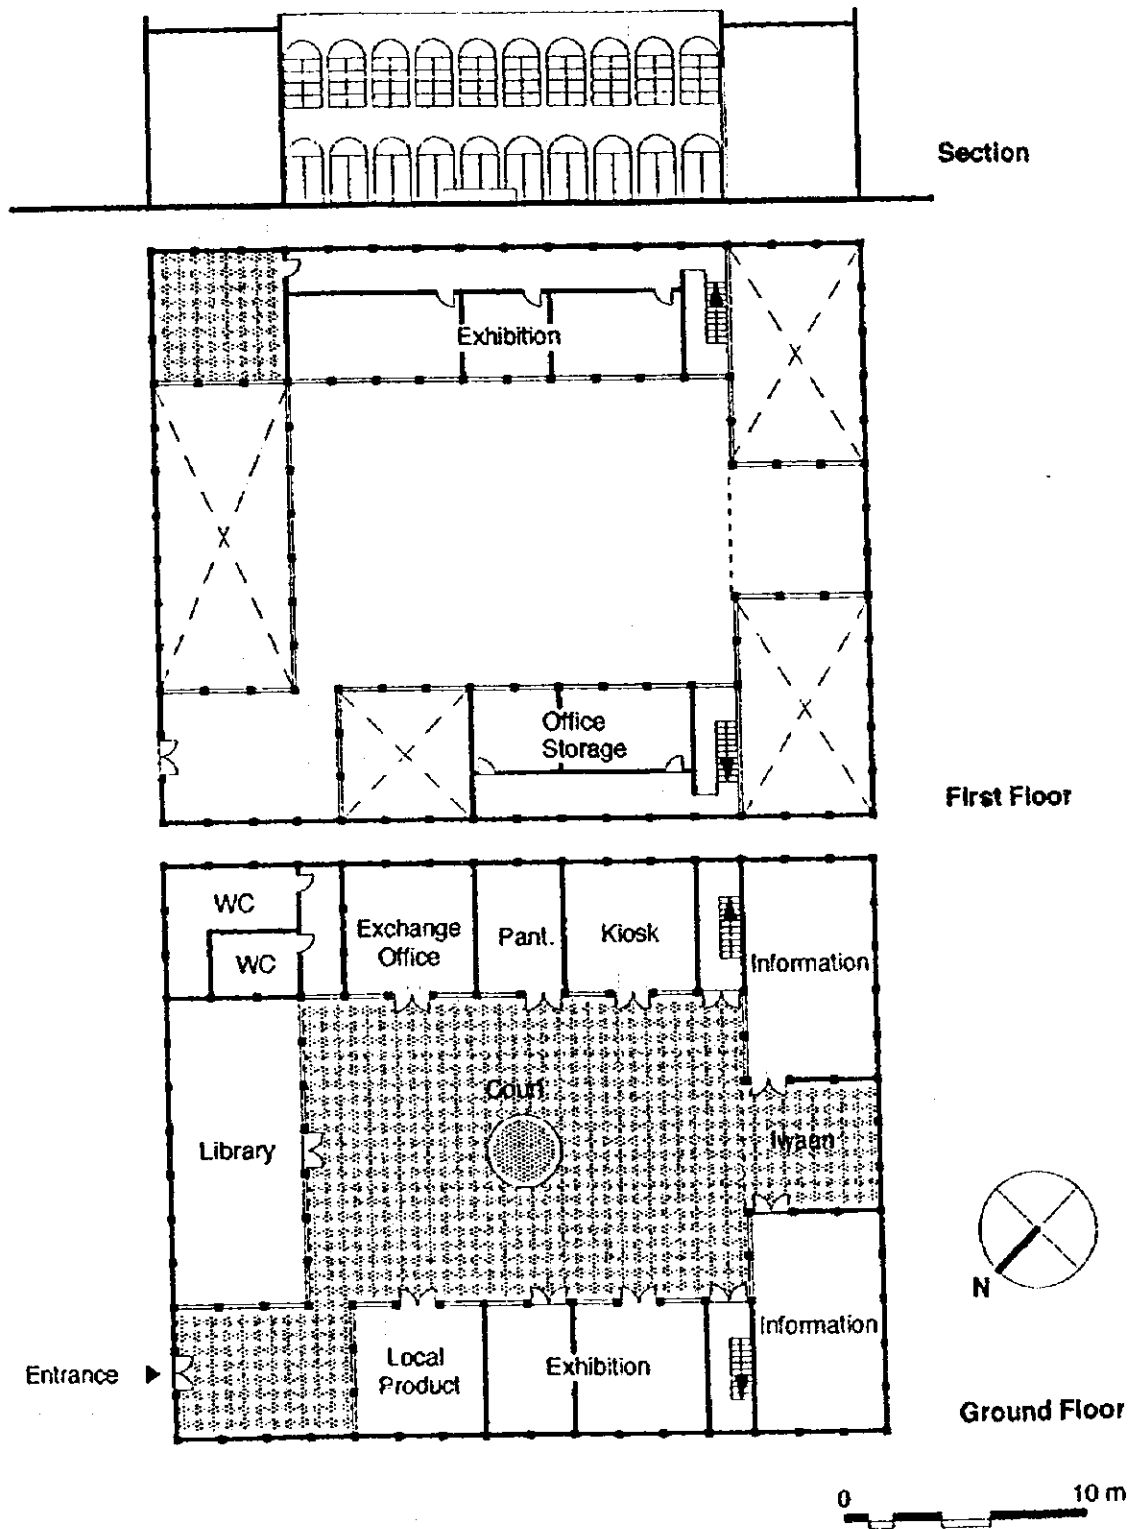 Section
Exhibition
Office
Storage
First Floor
WC
WC
Exchange
Office
Pant.
Kiosk
Information
Court
Library
Iwaan
N
Information
Entrance
Local
Product
Exhibition
Ground Floor
0
10 m